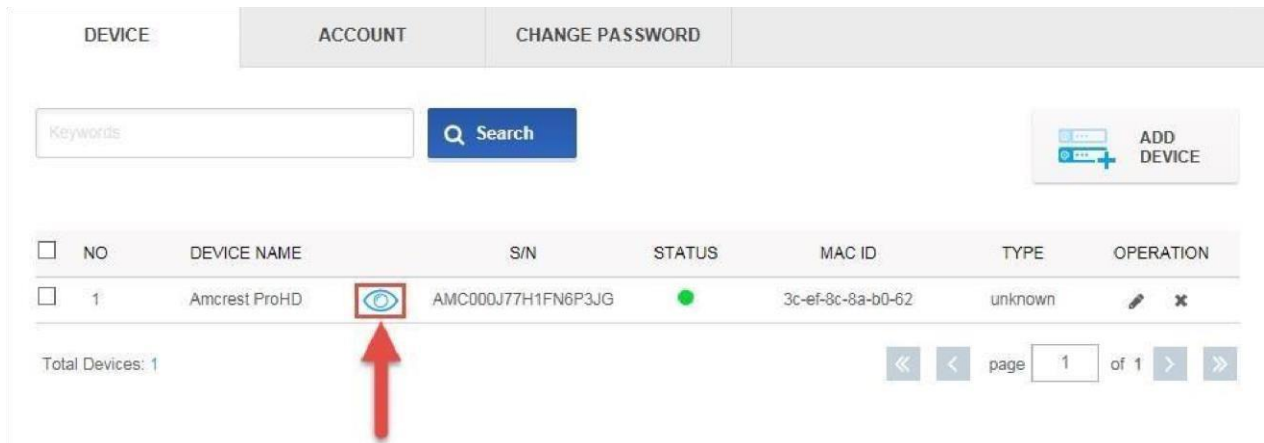 DEVICE ACCOUNT CHANGE PASSWORD
Keywords Search ADD
DEVICE
NO DEVICE NAME S/N STATUS MAC ID TYPE OPERATION
1 Amcrest ProHD AMC000J77H1FN6P3JG 3c-ef-8c-8a-b0-62 unknown
Total Devices: 1 page 1 of 1